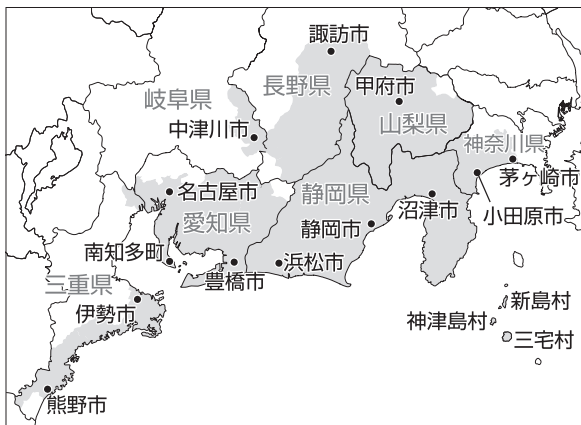 諏訪市
長野県
甲府市
岐阜県
中津川市
山梨県
神奈川県
茅ヶ崎市
名古屋市
静岡県
沼津市
小田原市
愛知県
静岡市
南知多町
豊橋市
浜松市
三重県
伊勢市
新島村
神津島村
三宅村
熊野市